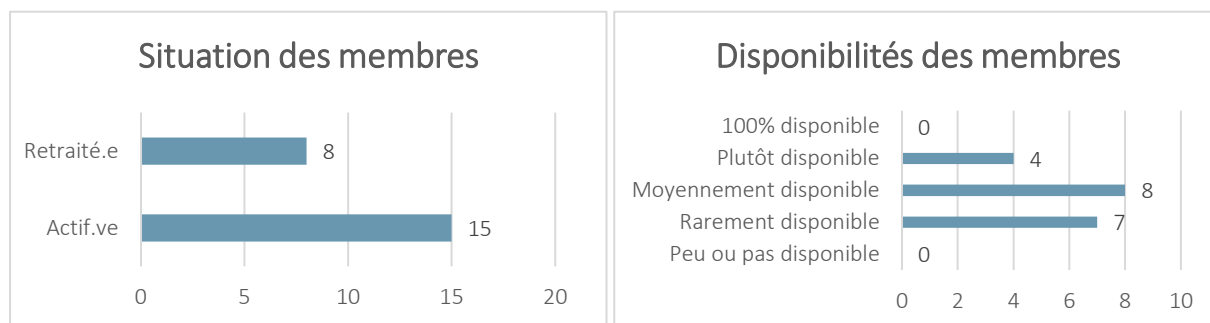 Situation des membres
Retraité.e 8
Actif.ve 15
0 5 10 15 20
Disponibilités des membres
100% disponible 0
Plutôt disponible 4
Moyennement disponible 8
Rarement disponible 7
Peu ou pas disponible 0
0 2 4 6 8 10